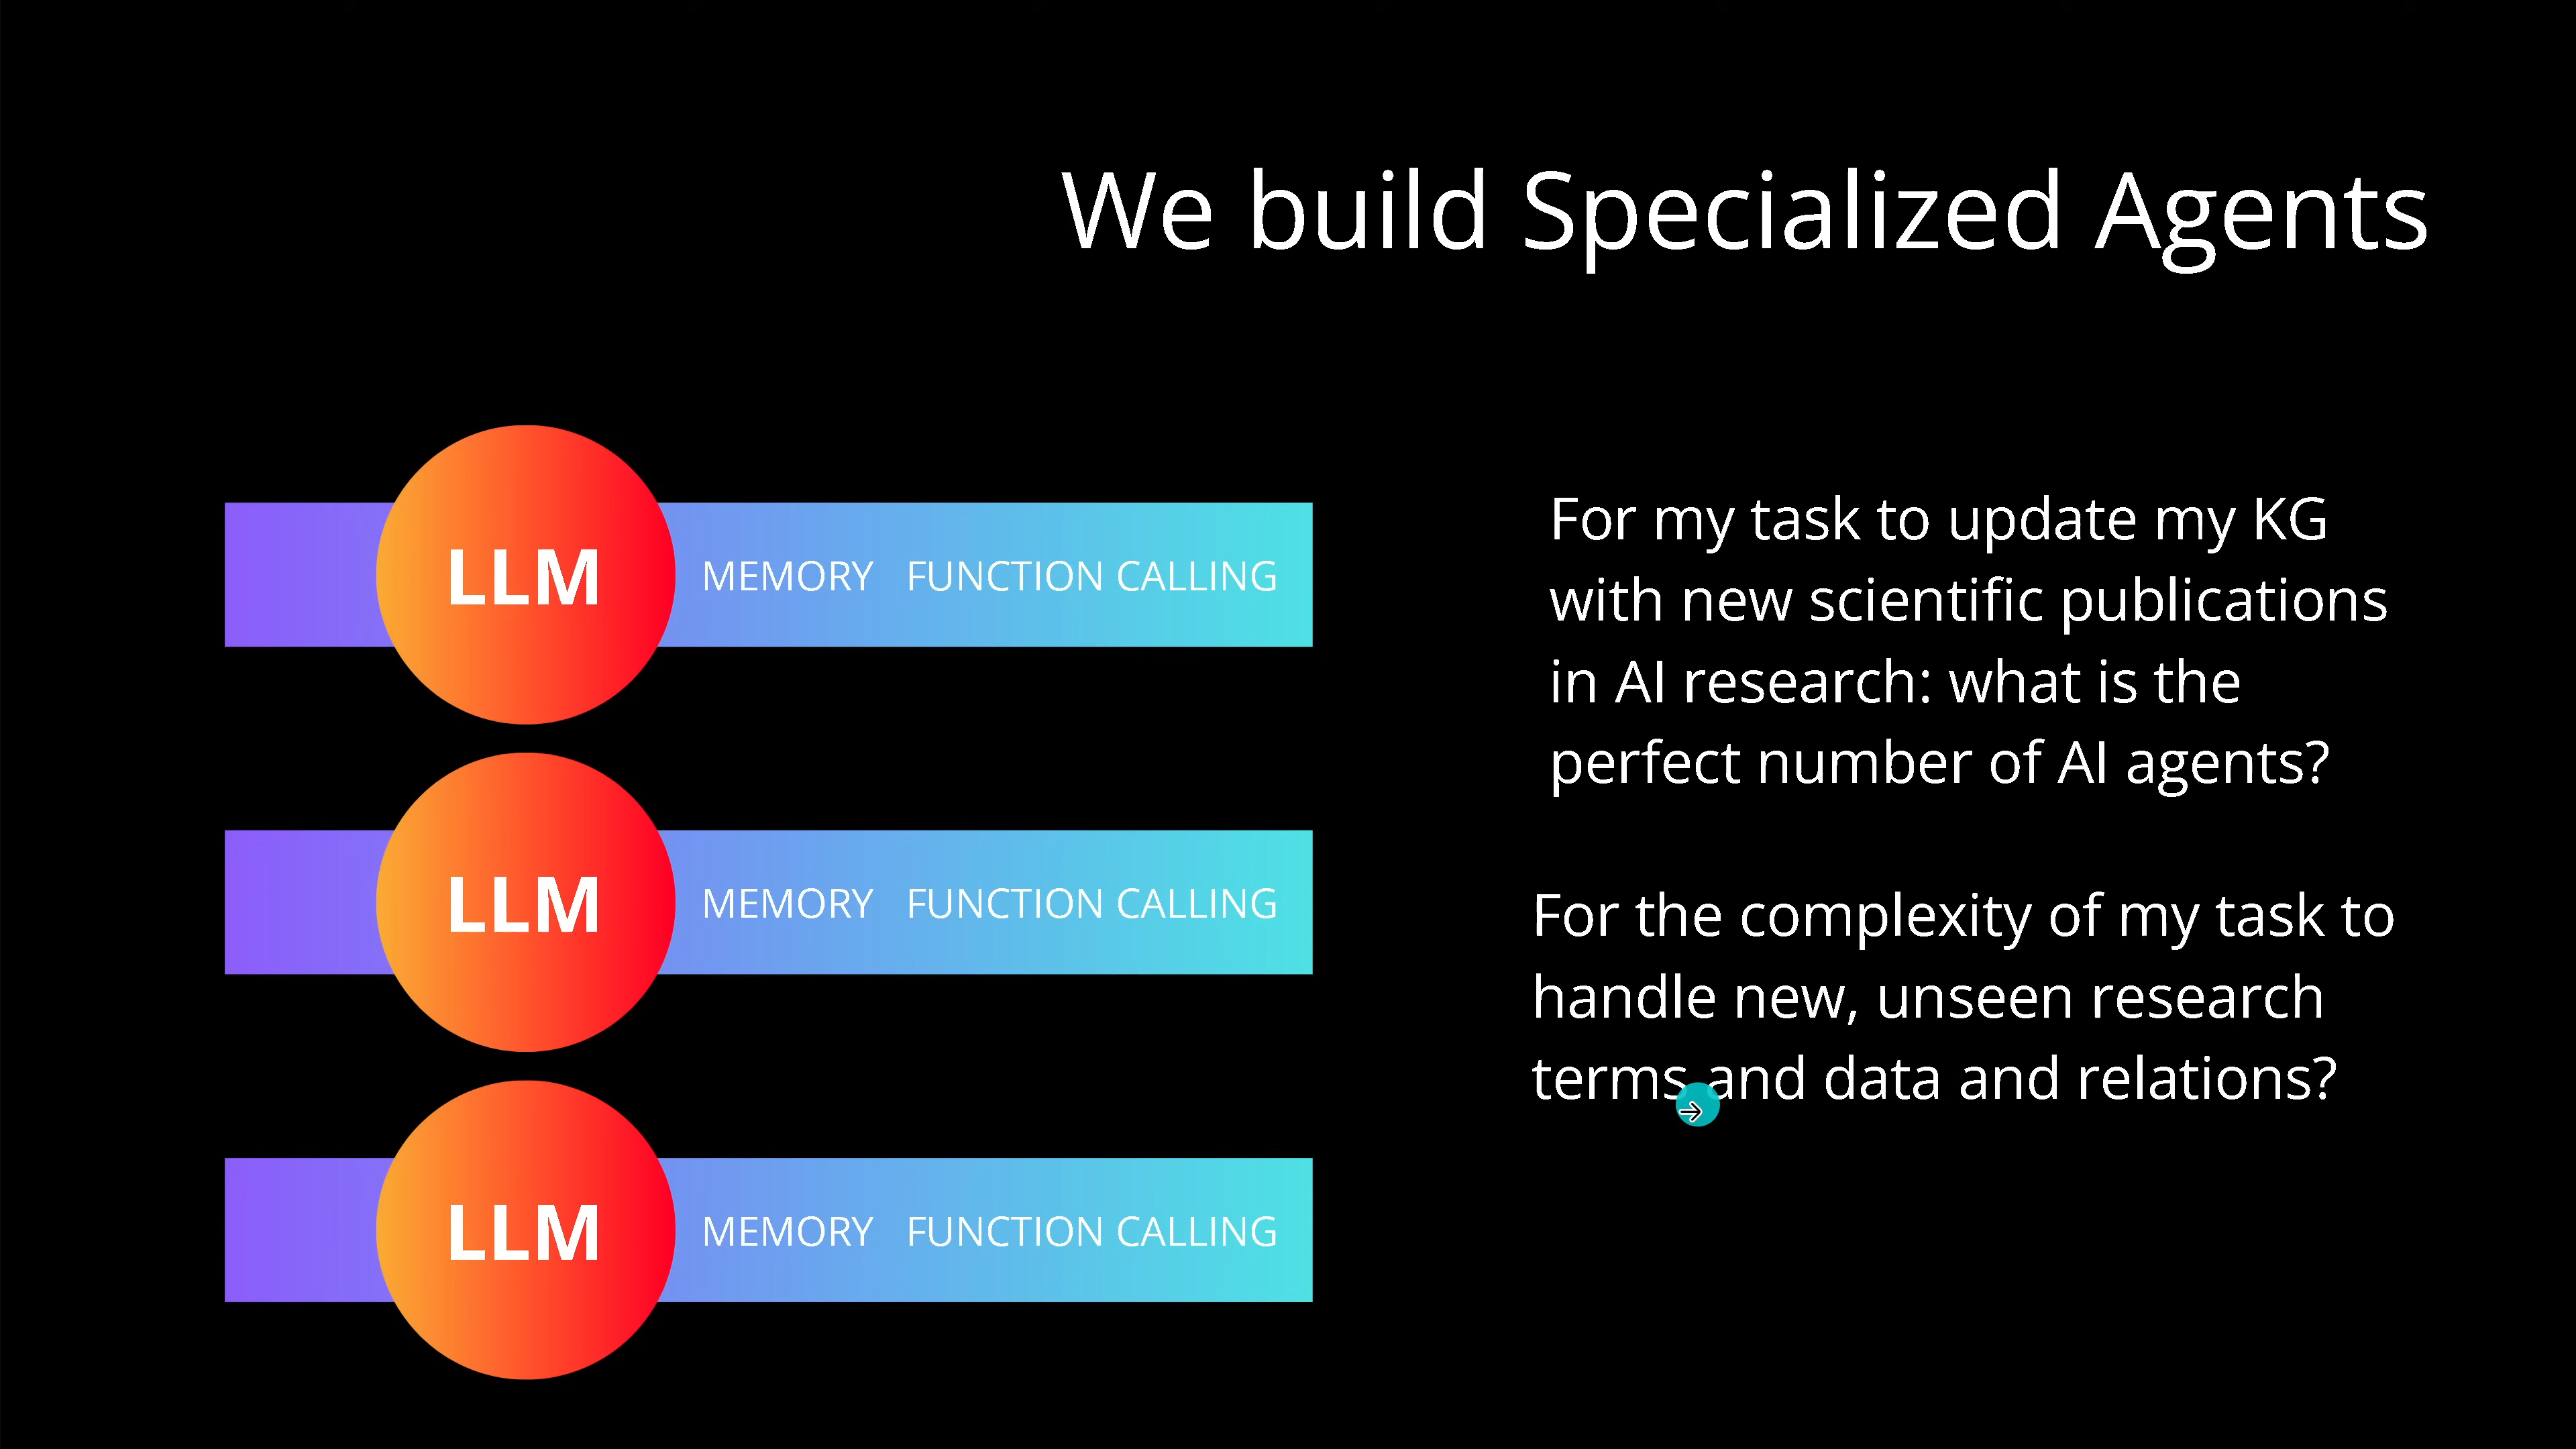 We build Specialized Agents
LLM
MEMORY FUNCTION CALLING
LLM
MEMORY FUNCTION CALLING
LLM
MEMORY FUNCTION CALLING
For my task to update my KG
with new scientific publications
in AI research: what is the
perfect number of AI agents?
For the complexity of my task to
handle new, unseen research
terms and data and relations?